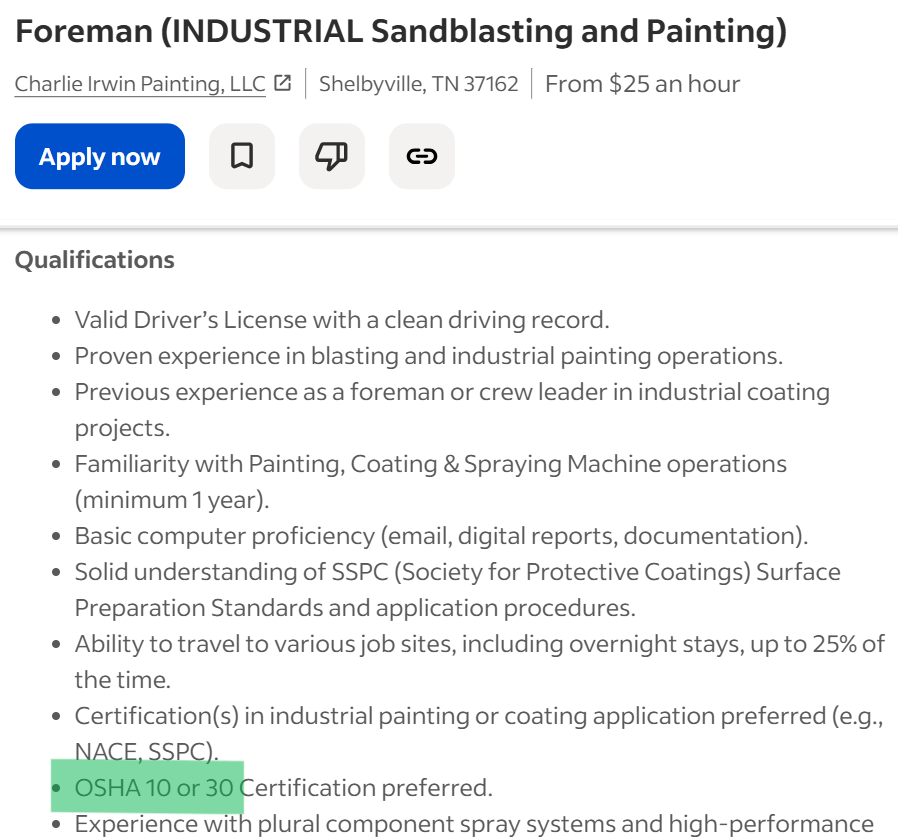 Foreman (INDUSTRIAL Sandblasting and Painting)
Charlie Irwin Painting, LLC Shelbyville, TN 37162 From $25 an hour
Apply now
Qualifications
• Valid Driver’s License with a clean driving record.
• Proven experience in blasting and industrial painting operations.
• Previous experience as a foreman or crew leader in industrial coating
projects.
• Familiarity with Painting, Coating & Spraying Machine operations
(minimum 1 year).
• Basic computer proficiency (email, digital reports, documentation).
• Solid understanding of SSPC (Society for Protective Coatings) Surface
Preparation Standards and application procedures.
• Ability to travel to various job sites, including overnight stays, up to 25% of
the time.
• Certification(s) in industrial painting or coating application preferred (e.g.,
NACE, SSPC).
• OSHA 10 or 30 Certification preferred.
• Experience with plural component spray systems and high-performance